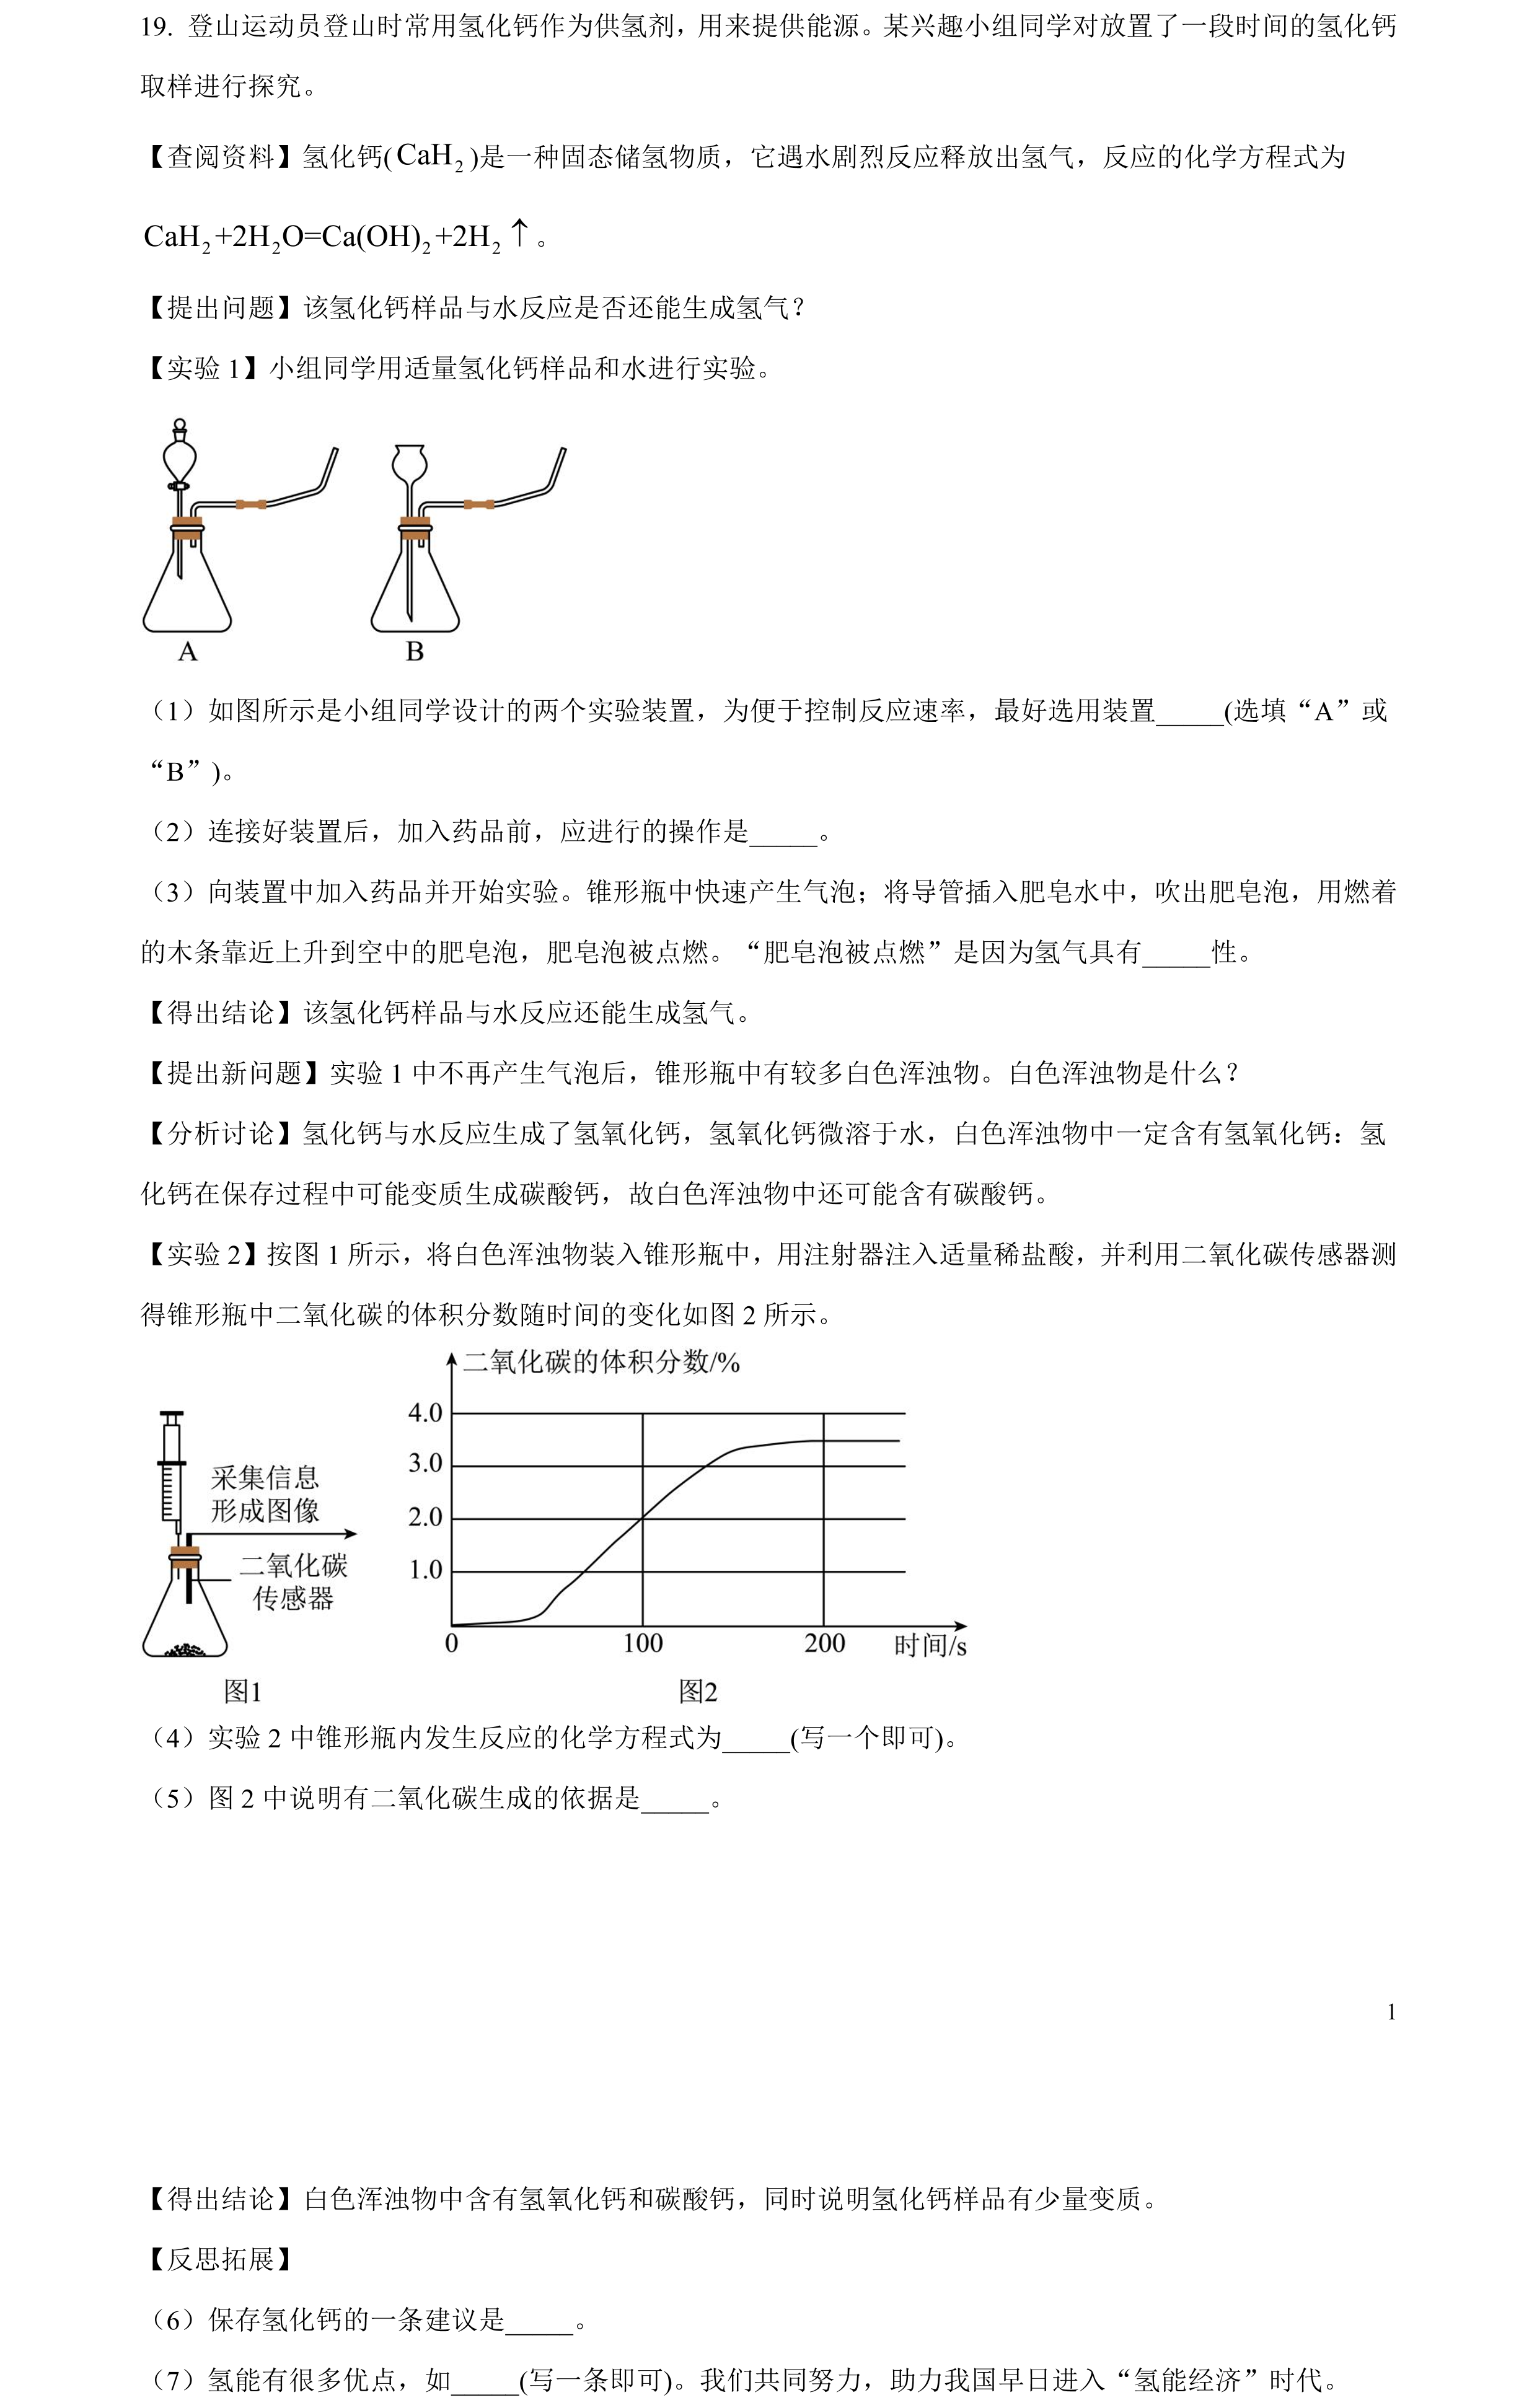 19. 登山运动员登山时常用氢化钙作为供氢剂，用来提供能源。某兴趣小组同学对放置了一段时间的氢化钙
取样进行探究。
【查阅资料】氢化钙(CaH₂)是一种固态储氢物质，它遇水剧烈反应释放出氢气，反应的化学方程式为
CaH₂+2H₂O=Ca(OH)₂+2H₂↑。
【提出问题】该氢化钙样品与水反应是否还能生成氢气？
【实验 1】小组同学用适量氢化钙样品和水进行实验。
A B
（1）如图所示是小组同学设计的两个实验装置，为便于控制反应速率，最好选用装置_____(选填“A”或
“B”)。
（2）连接好装置后，加入药品前，应进行的操作是_____。
（3）向装置中加入药品并开始实验。锥形瓶中快速产生气泡；将导管插入肥皂水中，吹出肥皂泡，用燃着
的木条靠近上升到空中的肥皂泡，肥皂泡被点燃。“肥皂泡被点燃”是因为氢气具有_____性。
【得出结论】该氢化钙样品与水反应还能生成氢气。
【提出新问题】实验 1 中不再产生气泡后，锥形瓶中有较多白色浑浊物。白色浑浊物是什么？
【分析讨论】氢化钙与水反应生成了氢氧化钙，氢氧化钙微溶于水，白色浑浊物中一定含有氢氧化钙：氢
化钙在保存过程中可能变质生成碳酸钙，故白色浑浊物中还可能含有碳酸钙。
【实验 2】按图 1 所示，将白色浑浊物装入锥形瓶中，用注射器注入适量稀盐酸，并利用二氧化碳传感器测
得锥形瓶中二氧化碳的体积分数随时间的变化如图 2 所示。
采集信息
形成图像
二氧化碳
传感器
图1
二氧化碳的体积分数/%
4.0
3.0
2.0
1.0
0 100 200 时间/s
图2
（4）实验 2 中锥形瓶内发生反应的化学方程式为_____(写一个即可)。
（5）图 2 中说明有二氧化碳生成的依据是_____。
1
【得出结论】白色浑浊物中含有氢氧化钙和碳酸钙，同时说明氢化钙样品有少量变质。
【反思拓展】
（6）保存氢化钙的一条建议是_____。
（7）氢能有很多优点，如_____(写一条即可)。我们共同努力，助力我国早日进入“氢能经济”时代。